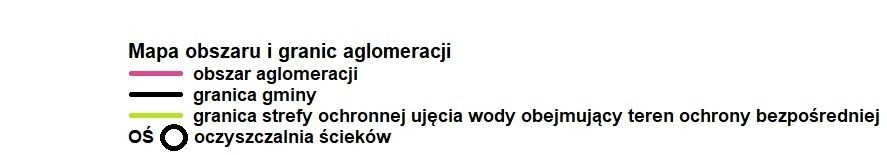 Mapa obszaru i granic aglomeracji
obszar aglomeracji
granica gminy
granica strefy ochronnej ujęcia wody obejmujący teren ochrony bezpośredniej
OŚ oczyszczalnia ścieków